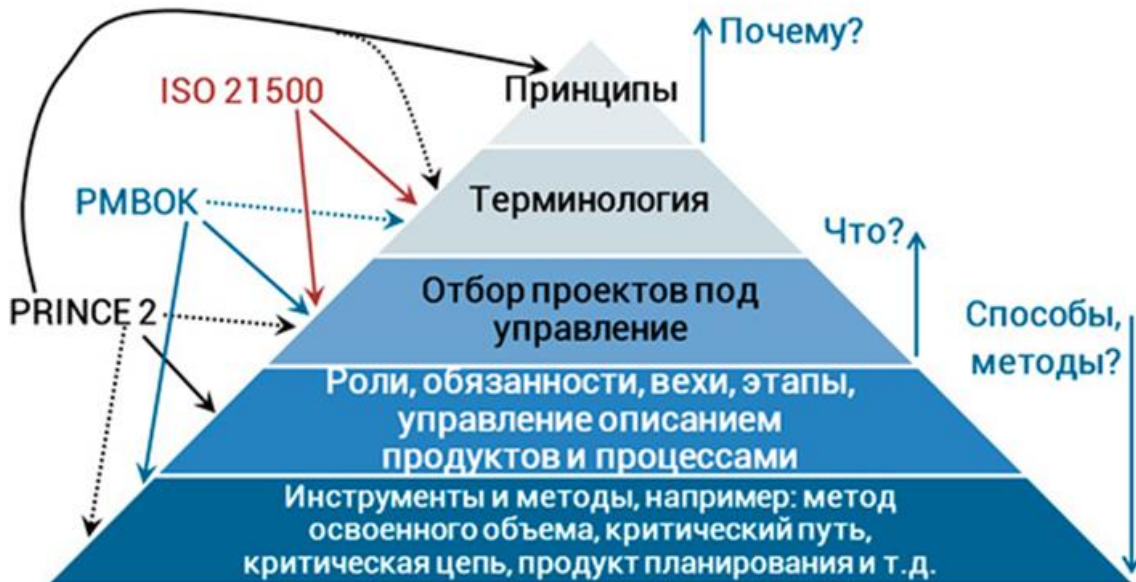 Почему?
Принципы
ISO 21500
Терминология
PMBOK
Что?
Отбор проектов под
управление
PRINCE 2
Способы,
методы?
Роли, обязанности, вехи, этапы,
управление описанием
продуктов и процессами
Инструменты и методы, например: метод
освоенного объема, критический путь,
критическая цепь, продукт планирования и т.д.